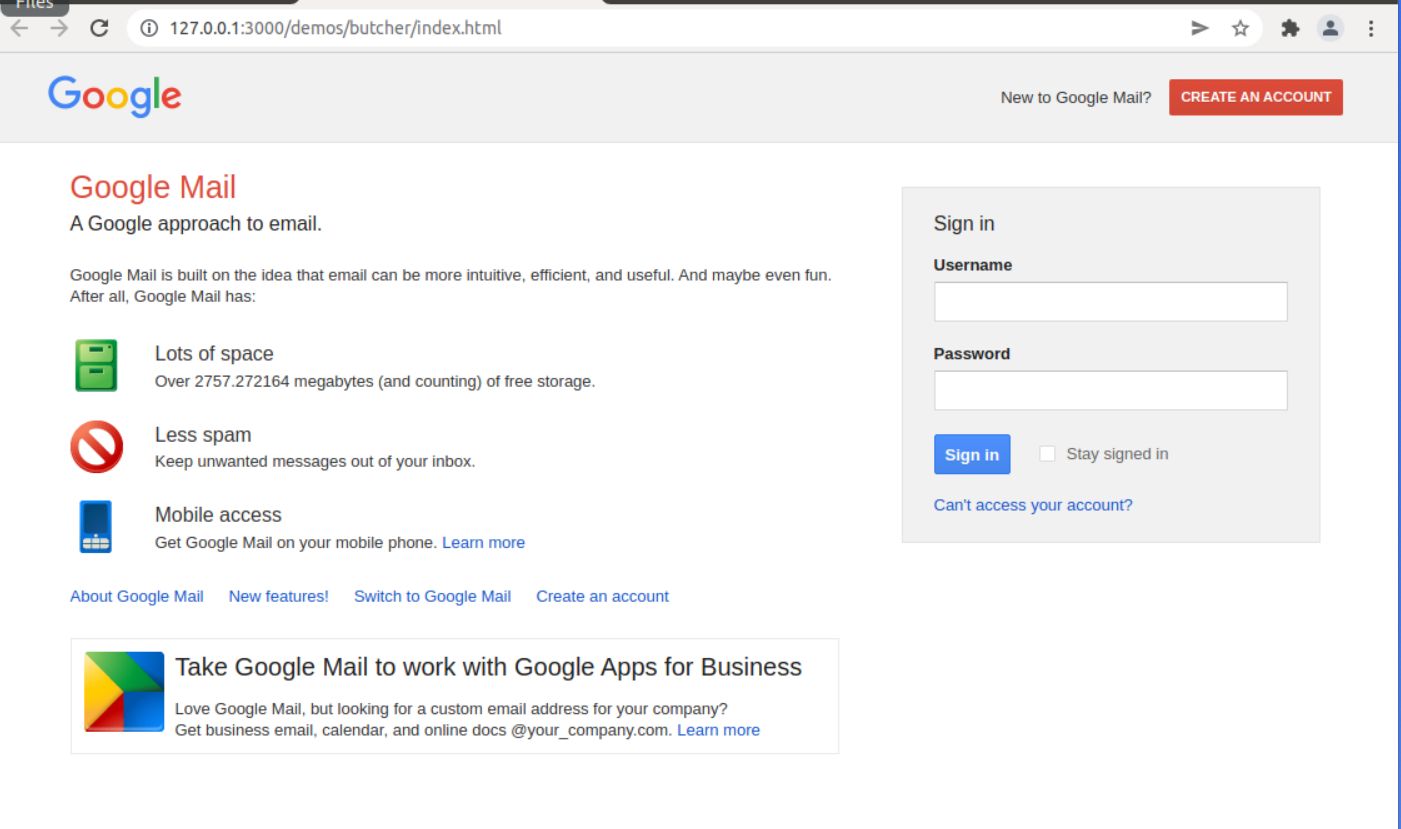 Files
127.0.0.1:3000/demos/butcher/index.html
Google
New to Google Mail?
CREATE AN ACCOUNT
Google Mail
A Google approach to email.
Google Mail is built on the idea that email can be more intuitive, efficient, and useful. And maybe even fun.
After all, Google Mail has:
Lots of space
Over 2757.272164 megabytes (and counting) of free storage.
Less spam
Keep unwanted messages out of your inbox.
Mobile access
Get Google Mail on your mobile phone. Learn more
About Google Mail
New features!
Switch to Google Mail
Create an account
Take Google Mail to work with Google Apps for Business
Love Google Mail, but looking for a custom email address for your company?
Get business email, calendar, and online docs @your_company.com. Learn more
Sign in
Username
Password
Sign in
Stay signed in
Can't access your account?